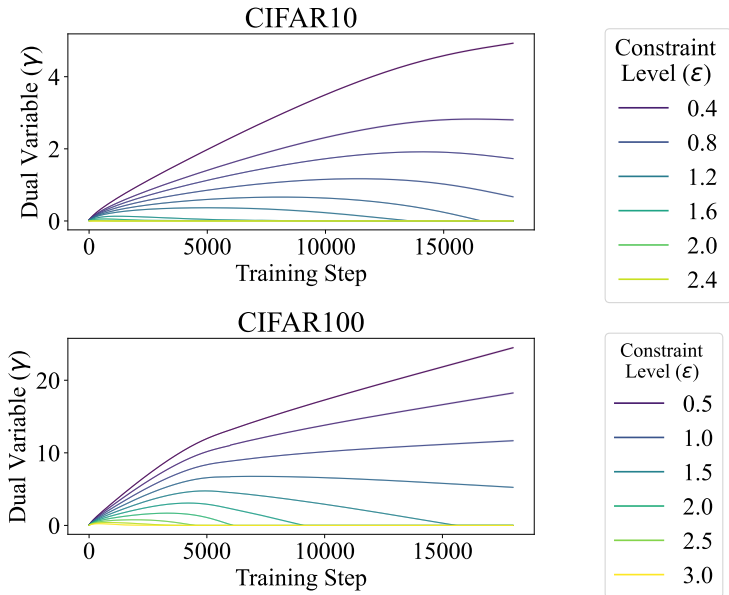 CIFAR10
Dual Variable (γ)
4
2
0
0
5000
10000
15000
Training Step
Constraint
Level (ε)
0.4
0.8
1.2
1.6
2.0
2.4
CIFAR100
Dual Variable (γ)
20
10
0
0
5000
10000
15000
Training Step
Constraint
Level (ε)
0.5
1.0
1.5
2.0
2.5
3.0